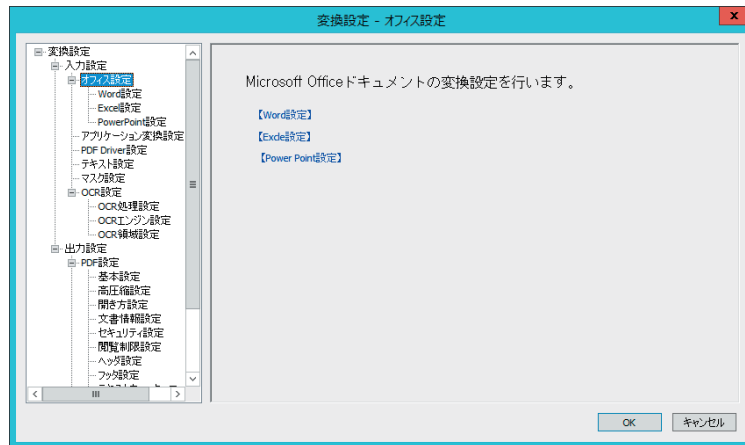 変換設定 - オフィス設定
変換設定
入力設定
オフィス設定
Word設定
Excel設定
PowerPoint設定
アプリケーション変換設定
PDF Driver設定
テキスト設定
マスク設定
OCR設定
OCR処理設定
OCRエンジン設定
OCR領域設定
出力設定
PDF設定
基本設定
高圧縮設定
開き方設定
文書情報設定
セキュリティ設定
閲覧制限設定
ヘッダ設定
フッタ設定
Microsoft Officeドキュメントの変換設定を行います。
【Word設定】
【Exde設定】
【Power Point設定】
OK
キャンセル